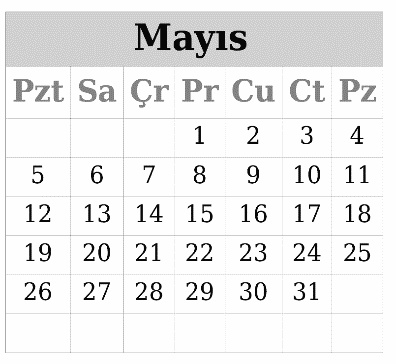 Mayıs
Pzt Sa Çr Pr Cu Ct Pz
1 2 3 4
5 6 7 8 9 10 11
12 13 14 15 16 17 18
19 20 21 22 23 24 25
26 27 28 29 30 31